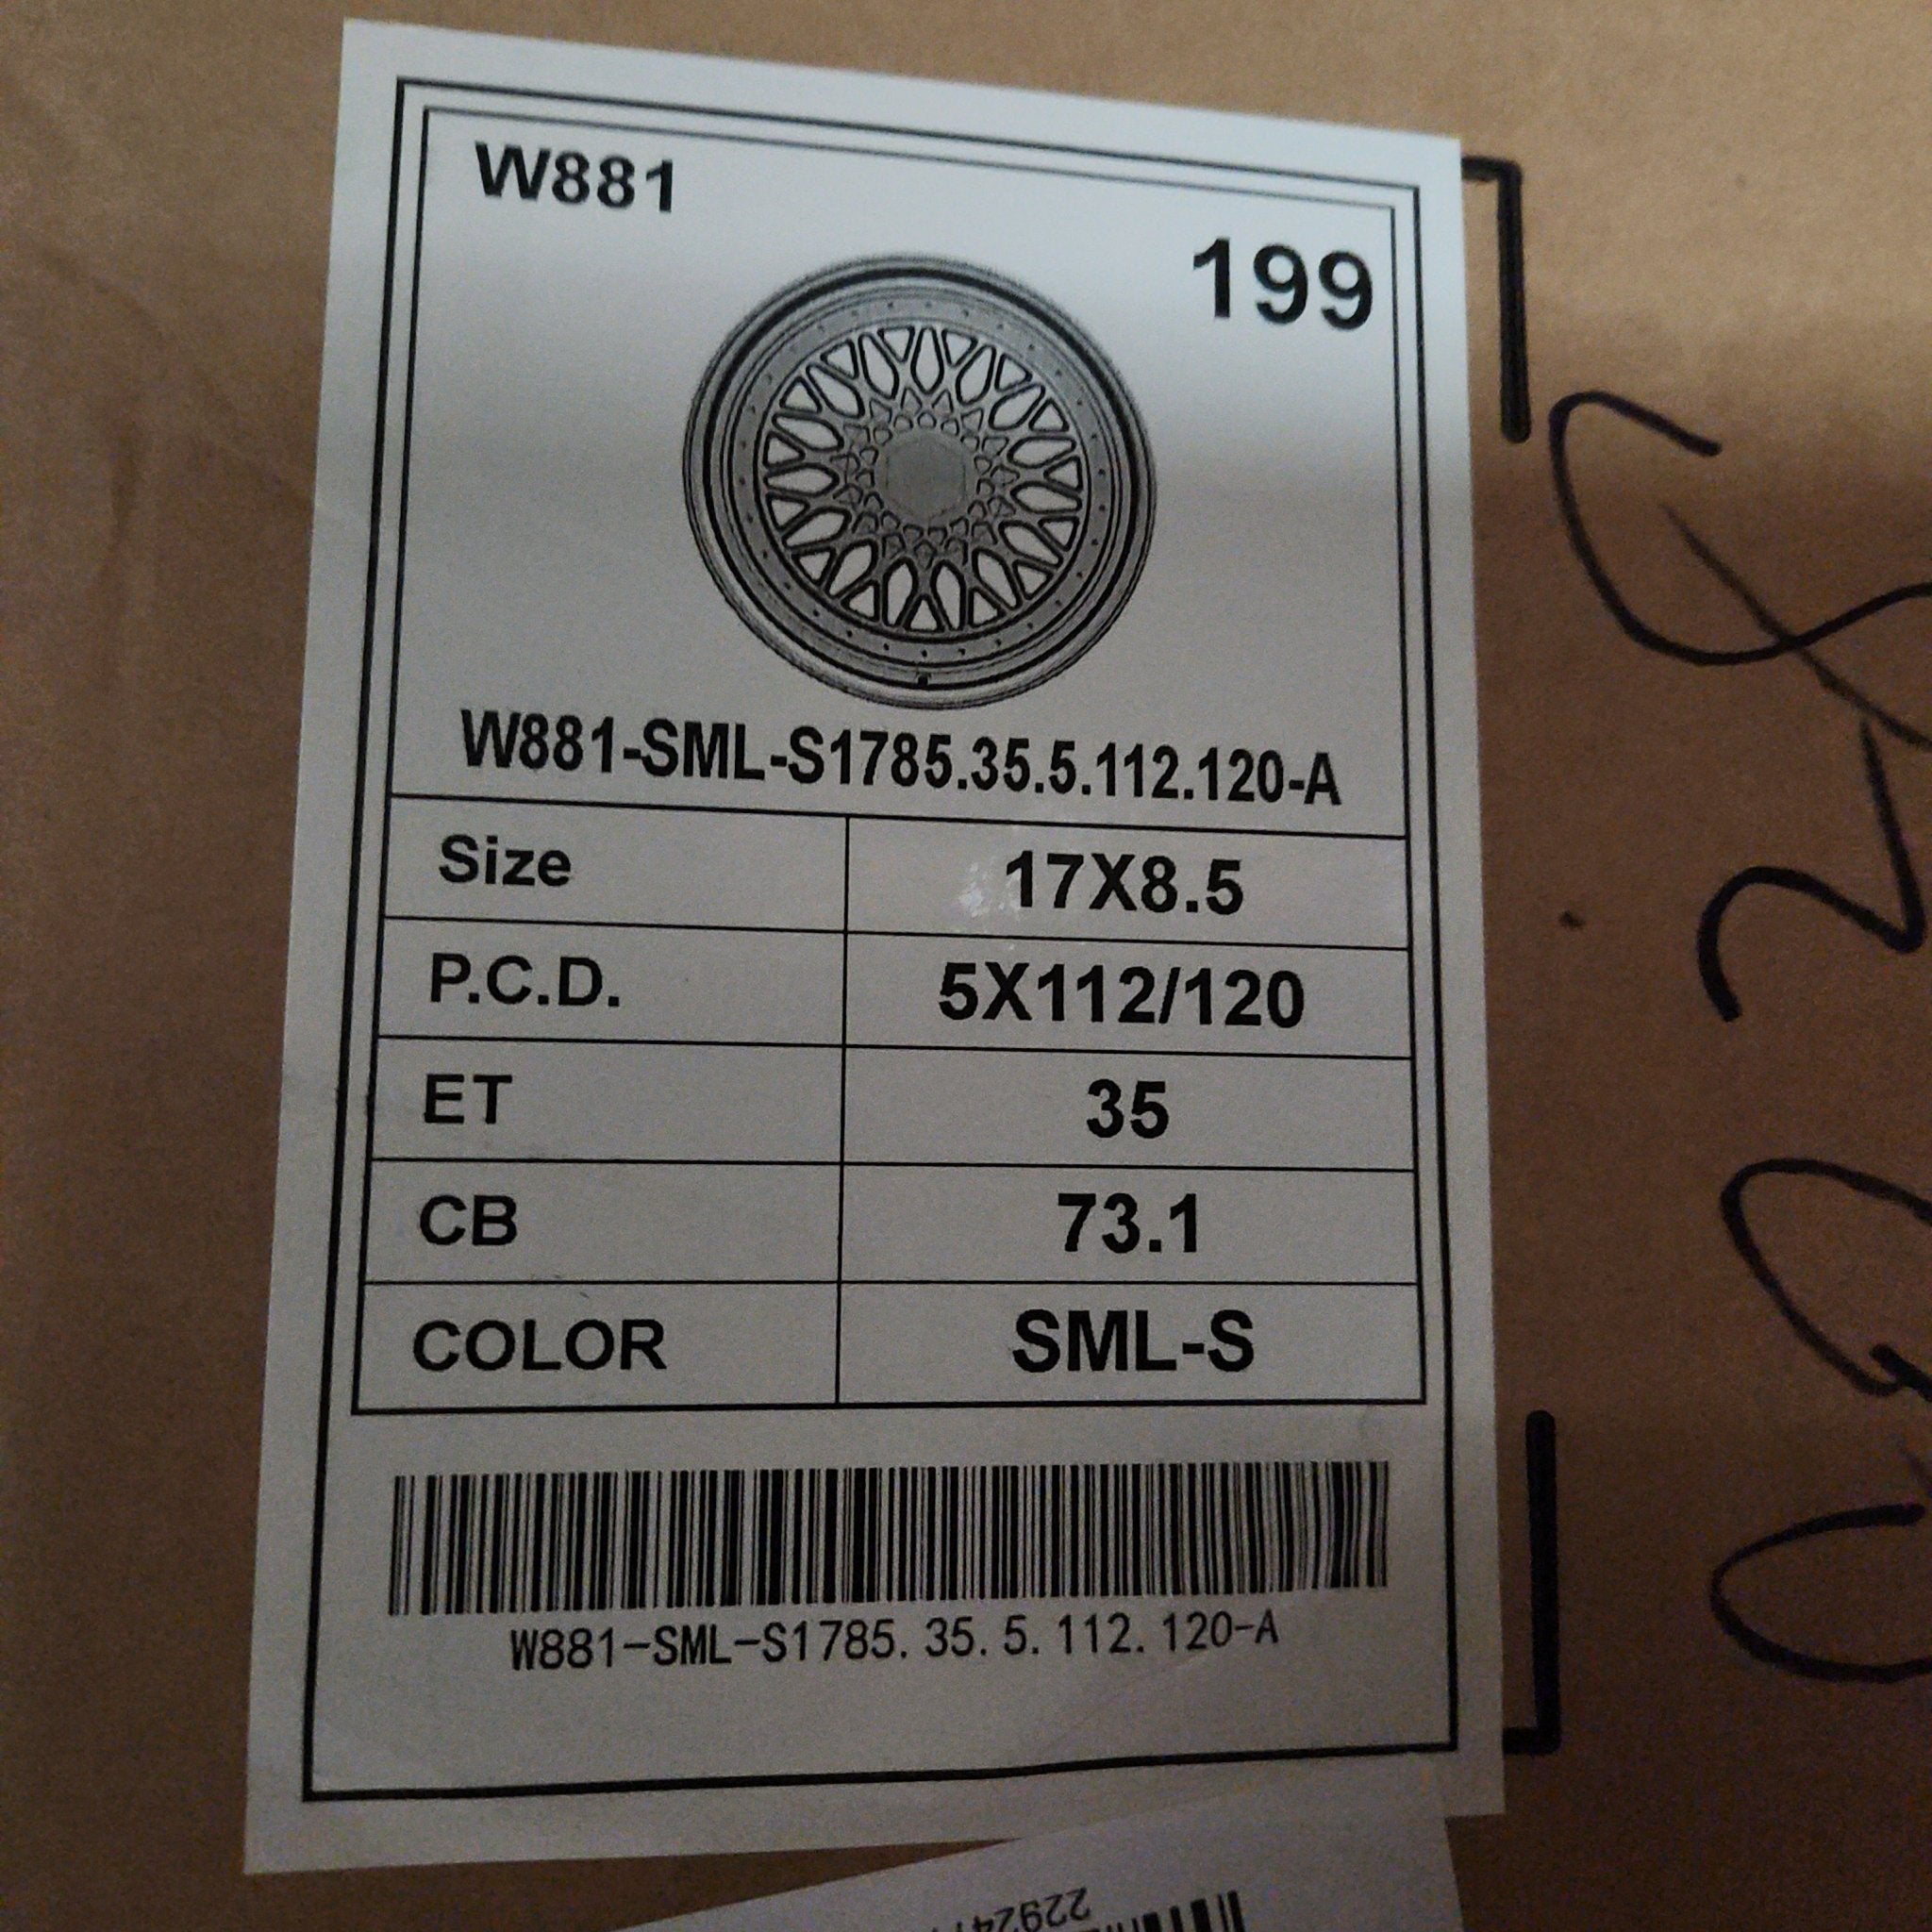 W881
199
W881-SML-S1785.35.5.112.120-A
Size 17X8.5
P.C.D. 5X112/120
ET 35
CB 73.1
COLOR SML-S
W881-SML-S1785.35.5.112.120-A